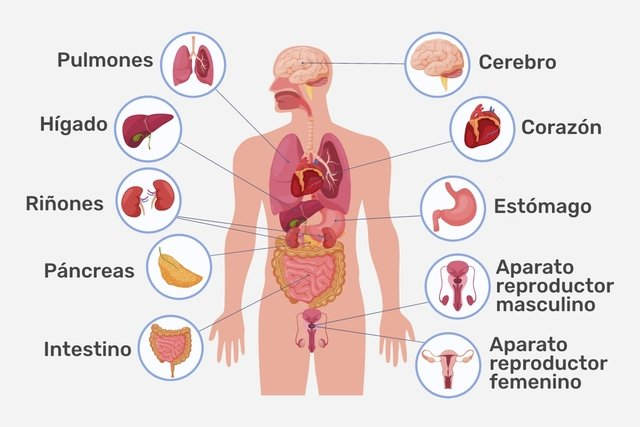 Pulmones
Hígado
Riñones
Páncreas
Intestino
Cerebro
Corazón
Estómago
Aparato
reproductor
masculino
Aparato
reproductor
femenino